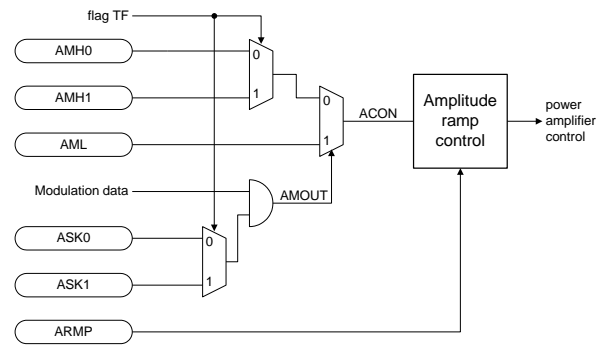 flag TF
AMH0
0
AMH1
1
0
AML
1
ACON
Amplitude
ramp
control
power
amplifier
control
Modulation data
AMOUT
ASK0
0
ASK1
1
ARMP